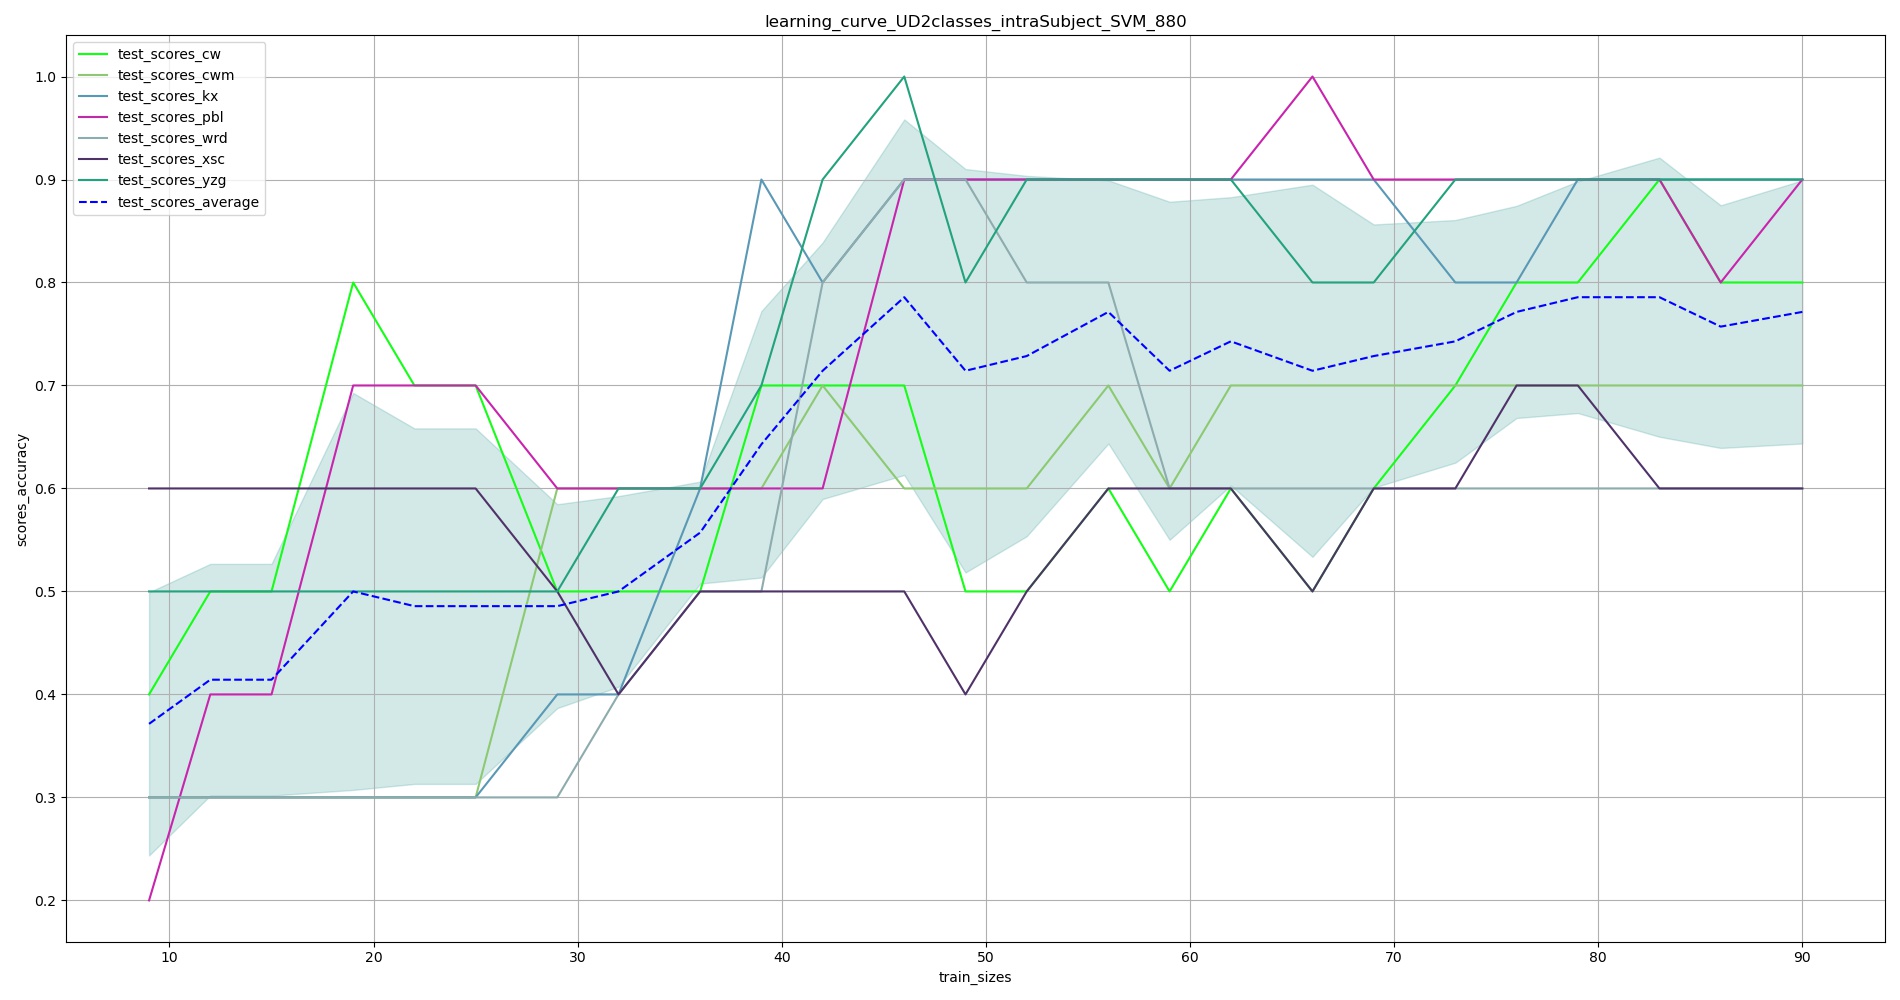 learning_curve_UD2classes_intraSubject_SVM_880
test_scores_cw
test_scores_cwm
test_scores_kx
test_scores_pbl
test_scores_wrd
test_scores_xsc
test_scores_yzg
test_scores_average
1.0
0.9
0.8
0.7
0.6
0.5
0.4
0.3
0.2
scores_accuracy
10 20 30 40 50 60 70 80 90
train_sizes